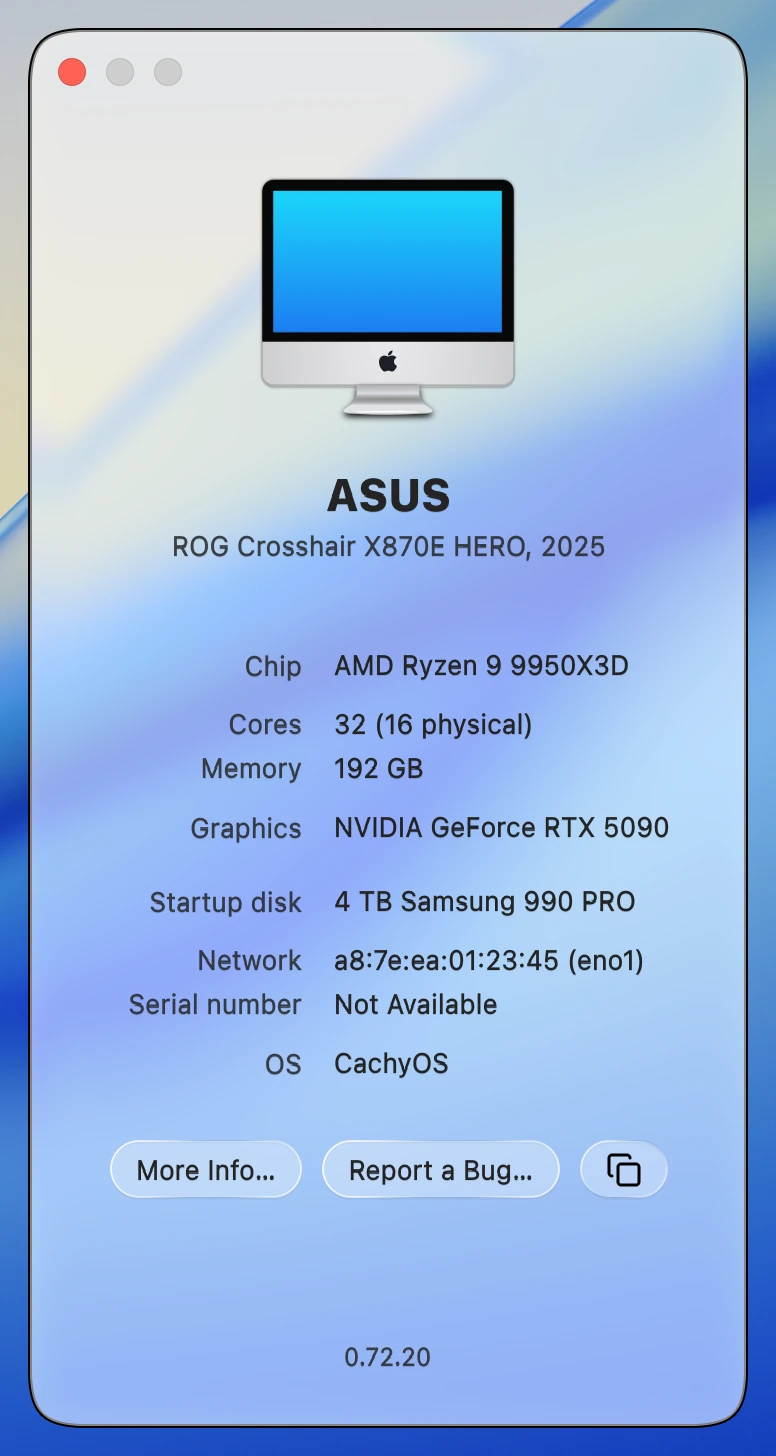 ASUS
ROG Crosshair X870E HERO, 2025
Chip AMD Ryzen 9 9950X3D
Cores 32 (16 physical)
Memory 192 GB
Graphics NVIDIA GeForce RTX 5090
Startup disk 4 TB Samsung 990 PRO
Network a8:7e:ea:01:23:45 (eno1)
Serial number Not Available
OS CachyOS
More Info... Report a Bug...
0.72.20